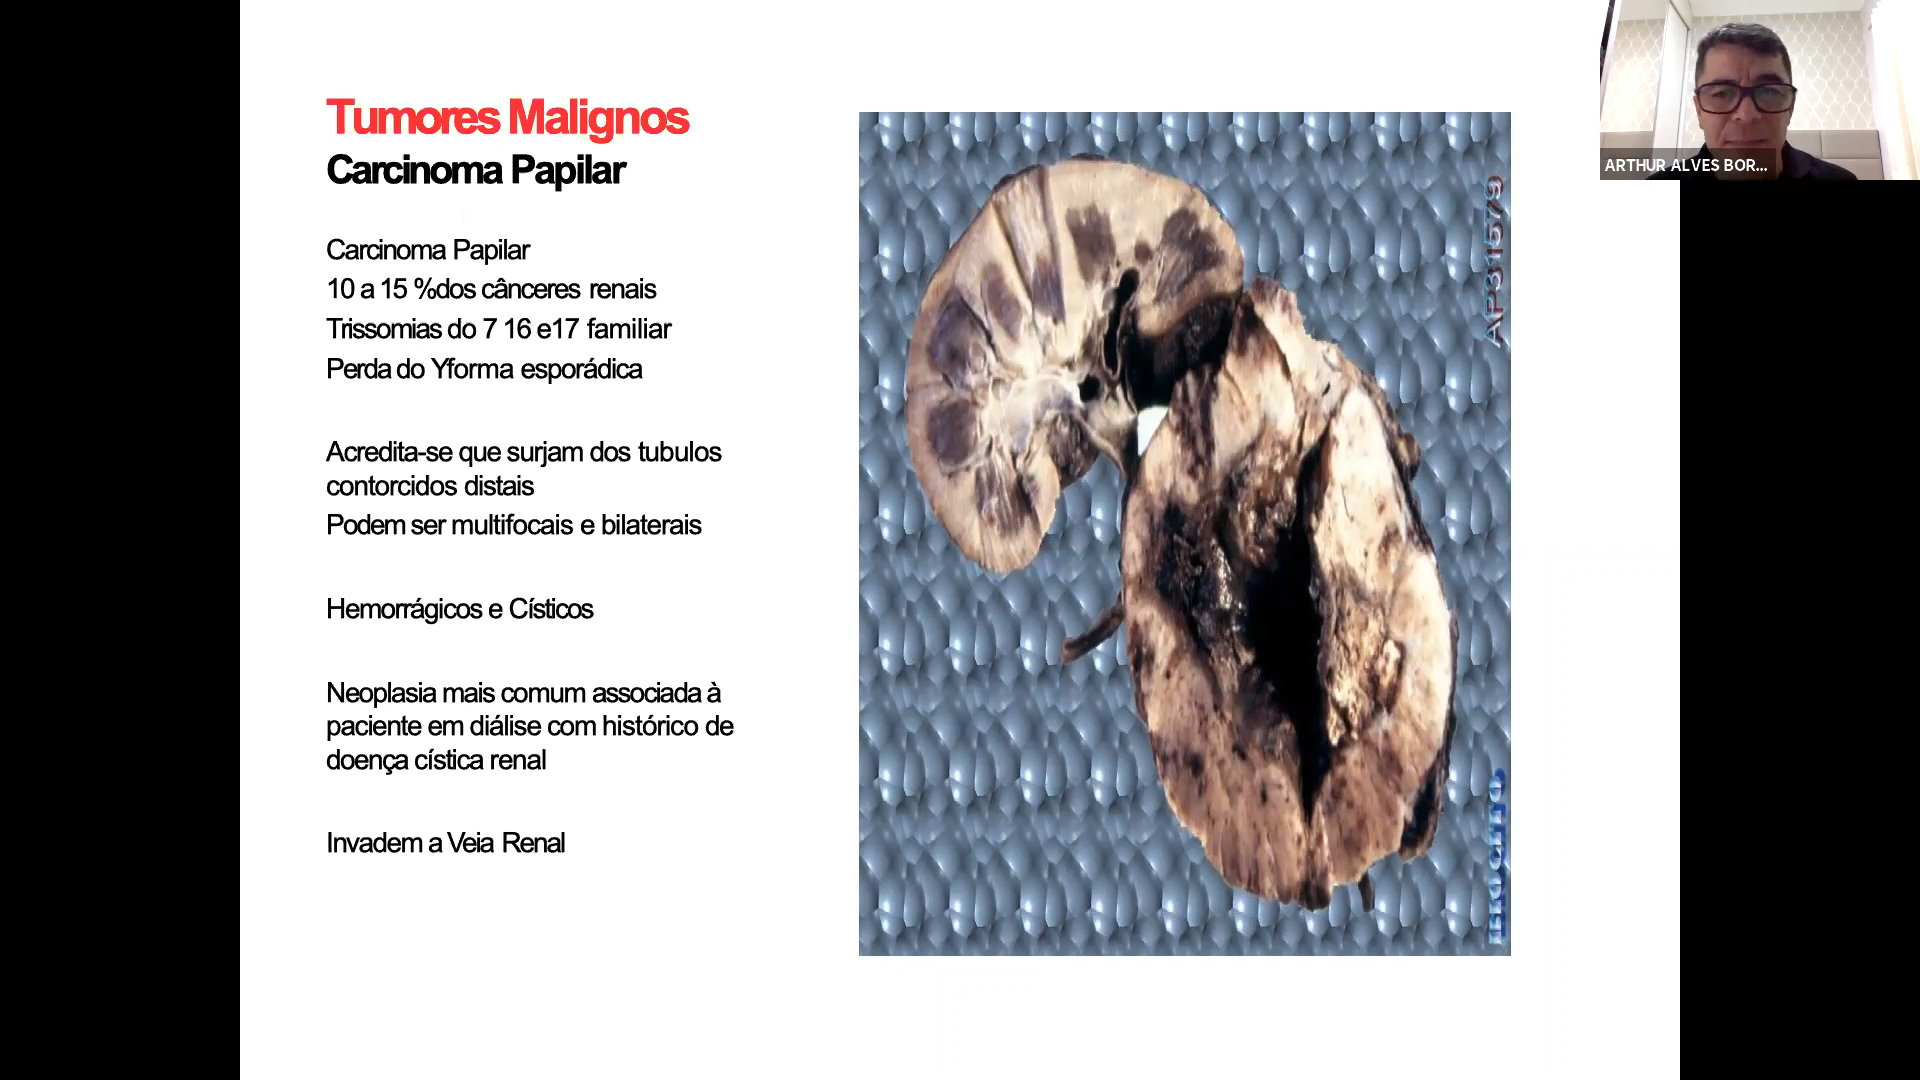 Tumores Malignos
Carcinoma Papilar
Carcinoma Papilar
10 a 15 %dos cânceres renais
Trissomias do 7 16 e17 familiar
Perda do Yforma esporádica
Acredita-se que surjam dos tubulos
contorcidos distais
Podem ser multifocais e bilaterais
Hemorrágicos e Císticos
Neoplasia mais comum associada à
paciente em diálise com histórico de
doença cística renal
Invadem a Veia Renal
AP31579
ARTHUR ALVES BOR...